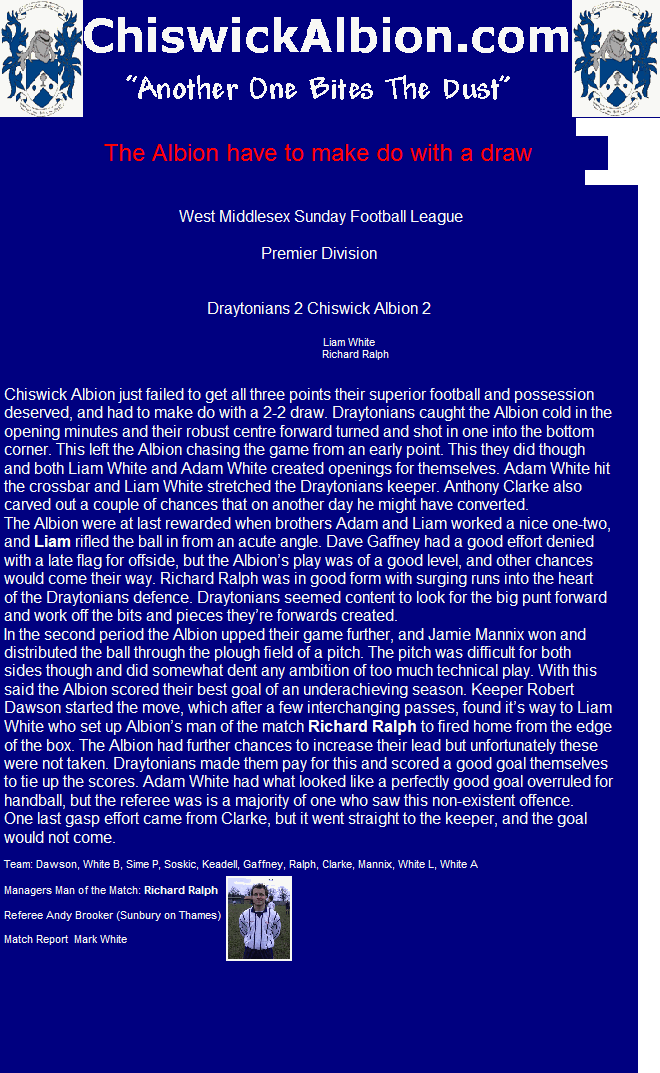 ChiswickAlbion.com
“Another One Bites The Dust”
The Albion have to make do with a draw
West Middlesex Sunday Football League
Premier Division
Draytonians 2 Chiswick Albion 2
Liam White
Richard Ralph
Chiswick Albion just failed to get all three points their superior football and possession
deserved, and had to make do with a 2-2 draw. Draytonians caught the Albion cold in the
opening minutes and their robust centre forward turned and shot in one into the bottom
corner. This left the Albion chasing the game from an early point. This they did though
and both Liam White and Adam White created openings for themselves. Adam White hit
the crossbar and Liam White stretched the Draytonians keeper. Anthony Clarke also
carved out a couple of chances that on another day he might have converted.
The Albion were at last rewarded when brothers Adam and Liam worked a nice one-two,
and Liam rifled the ball in from an acute angle. Dave Gaffney had a good effort denied
with a late flag for offside, but the Albion’s play was of a good level, and other chances
would come their way. Richard Ralph was in good form with surging runs into the heart
of the Draytonians defence. Draytonians seemed content to look for the big punt forward
and work off the bits and pieces they’re forwards created.
In the second period the Albion upped their game further, and Jamie Mannix won and
distributed the ball through the plough field of a pitch. The pitch was difficult for both
sides though and did somewhat dent any ambition of too much technical play. With this
said the Albion scored their best goal of an underachieving season. Keeper Robert
Dawson started the move, which after a few interchanging passes, found it’s way to Liam
White who set up Albion’s man of the match Richard Ralph to fired home from the edge
of the box. The Albion had further chances to increase their lead but unfortunately these
were not taken. Draytonians made them pay for this and scored a good goal themselves
to tie up the scores. Adam White had what looked like a perfectly good goal overruled for
handball, but the referee was is a majority of one who saw this non-existent offence.
One last gasp effort came from Clarke, but it went straight to the keeper, and the goal
would not come.
Team: Dawson, White B, Sime P, Soskic, Keadell, Gaffney, Ralph, Clarke, Mannix, White L, White A
Managers Man of the Match: Richard Ralph
Referee Andy Brooker (Sunbury on Thames)
Match Report  Mark White